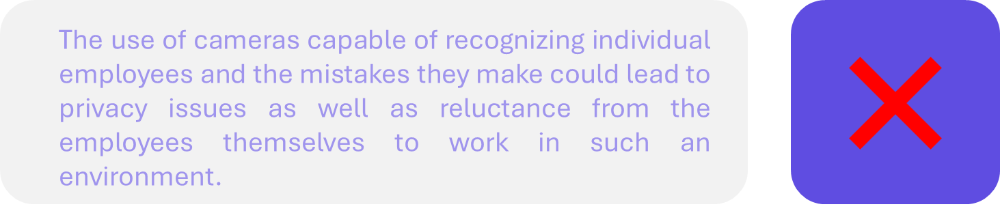 The use of cameras capable of recognizing individual
employees and the mistakes they make could lead to
privacy issues as well as reluctance from the
employees themselves to work in such an
environment.